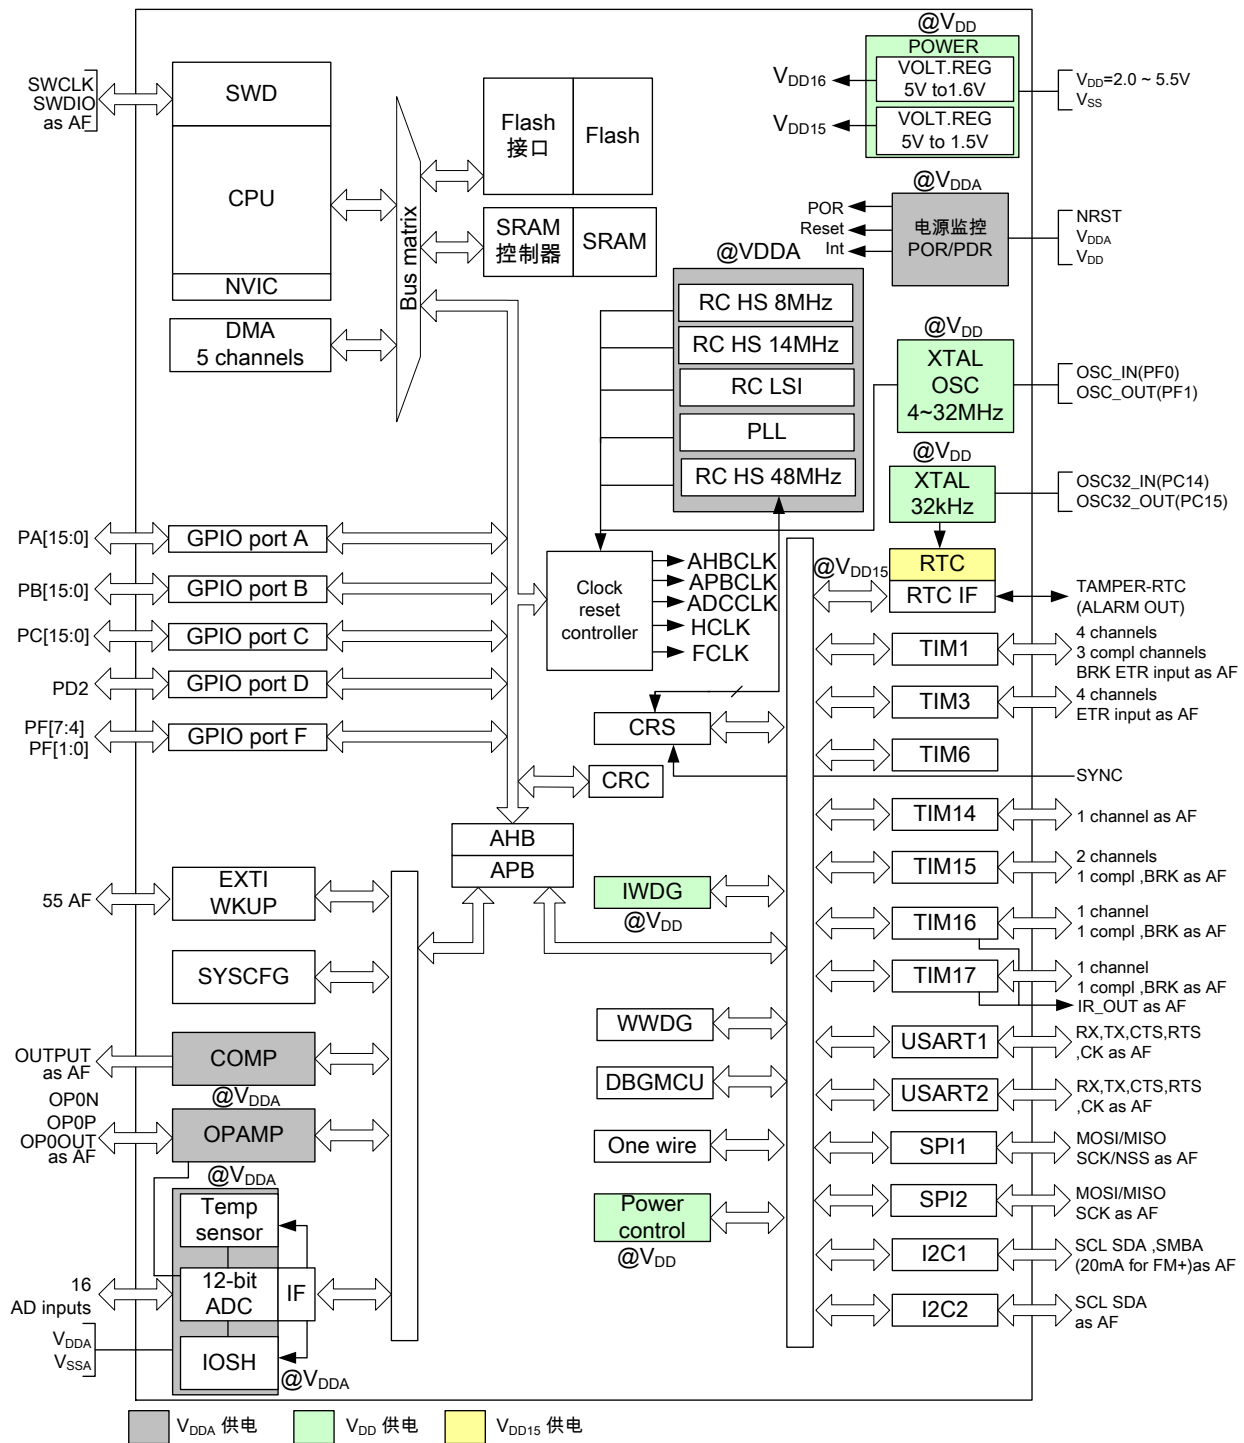 @VDD
POWER
VOLT.REG
5V to1.6V
VOLT.REG
5V to 1.5V
VDD16
VDD15
VDD=2.0 ~ 5.5V
VSS
SWCLK
SWDIO
as AF
SWD
CPU
NVIC
DMA
5 channels
Bus matrix
Flash
接口
Flash
SRAM
控制器
SRAM
@VDDA
电源监控
POR/PDR
POR
Reset
Int
NRST
VDDA
VDD
@VDDA
RC HS 8MHz
RC HS 14MHz
RC LSI
PLL
RC HS 48MHz
@VDD
XTAL
OSC
4~32MHz
OSC_IN(PF0)
OSC_OUT(PF1)
@VDD
XTAL
32kHz
OSC32_IN(PC14)
OSC32_OUT(PC15)
PA[15:0]
GPIO port A
PB[15:0]
GPIO port B
PC[15:0]
GPIO port C
PD2
GPIO port D
PF[7:4]
PF[1:0]
GPIO port F
Clock
reset
controller
AHBCLK
APBCLK
ADCCLK
HCLK
FCLK
@VDD15
RTC
RTC IF
TAMPER-RTC
(ALARM OUT)
TIM1
4 channels
3 compl channels
BRK ETR input as AF
TIM3
4 channels
ETR input as AF
CRS
TIM6
SYNC
CRC
AHB
APB
TIM14
1 channel as AF
TIM15
2 channels
1 compl ,BRK as AF
TIM16
1 channel
1 compl ,BRK as AF
TIM17
1 channel
1 compl ,BRK as AF
IR_OUT as AF
55 AF
EXTI
WKUP
IWDG
@VDD
SYSCFG
WWDG
USART1
RX,TX,CTS,RTS
,CK as AF
OUTPUT
as AF
COMP
@VDDA
DBGMCU
USART2
RX,TX,CTS,RTS
,CK as AF
OP0N
OP0P
OP0OUT
as AF
OPAMP
@VDDA
One wire
SPI1
MOSI/MISO
SCK/NSS as AF
Power
control
@VDD
SPI2
MOSI/MISO
SCK as AF
Temp
sensor
16
AD inputs
12-bit
ADC
IF
I2C1
SCL SDA ,SMBA
(20mA for FM+)as AF
I2C2
SCL SDA
as AF
VDDA
VSSA
IOSH
@VDDA
VDDA 供电
VDD 供电
VDD15 供电